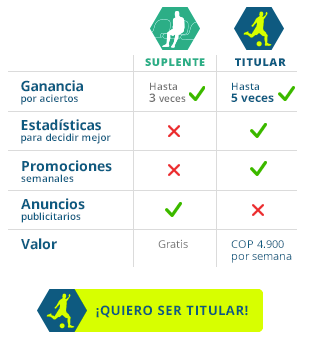 SUPLENTE TITULAR
Ganancia
por aciertos
Hasta
3 veces
Hasta
5 veces
Estadísticas
para decidir mejor
Promociones
semanales
Anuncios
publicitarios
Valor
Gratis
COP 4.900
por semana
¡QUIERO SER TITULAR!